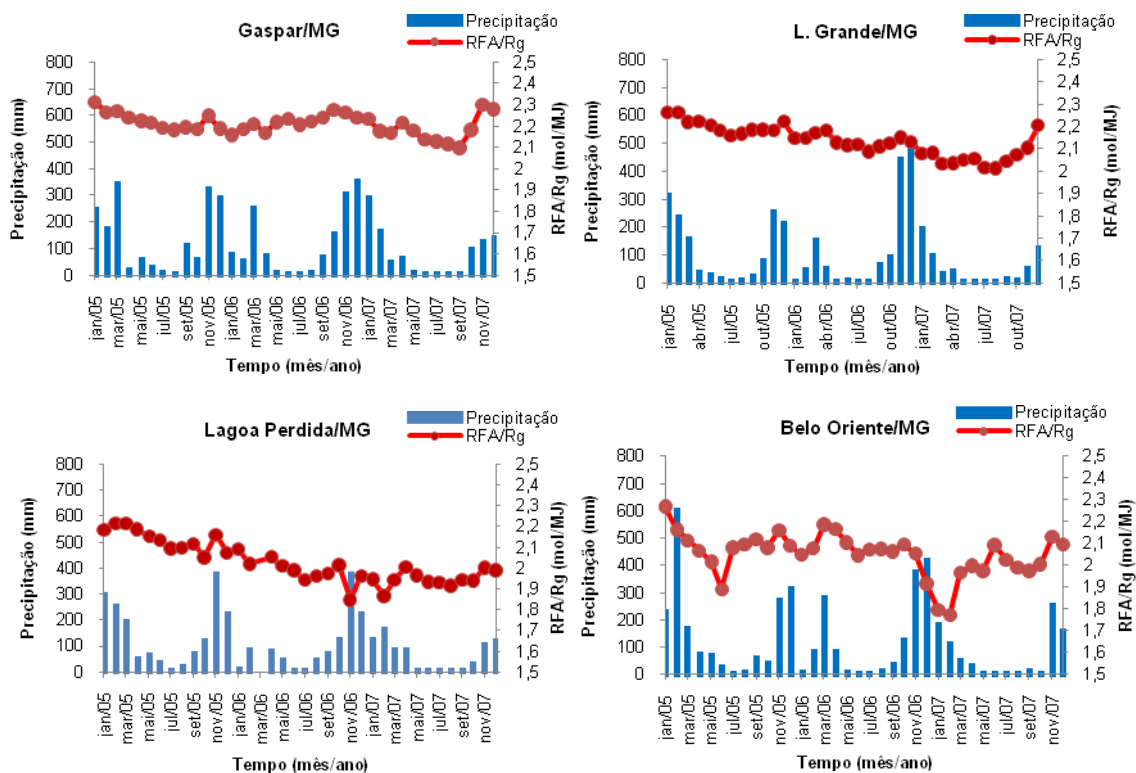 Gaspar/MG
Precipitação
RFA/Rg
800
700
600
500
400
300
200
100
0
Precipitação (mm)
2,5
2,4
2,3
2,2
2,1
2
1,9
1,8
1,7
1,6
1,5
RFA/Rg (mol/MJ)
jan/05
mar/05
mai/05
jul/05
set/05
nov/05
jan/06
mar/06
mai/06
jul/06
set/06
nov/06
jan/07
mar/07
mai/07
jul/07
set/07
nov/07
Tempo (mês/ano)
L. Grande/MG
Precipitação
RFA/Rg
800
700
600
500
400
300
200
100
0
Precipitação (mm)
2,5
2,4
2,3
2,2
2,1
2
1,9
1,8
1,7
1,6
1,5
RFA/Rg (mol/MJ)
jan/05
abr/05
jul/05
out/05
jan/06
abr/06
jul/06
out/06
jan/07
abr/07
jul/07
out/07
Tempo (mês/ano)
Lagoa Perdida/MG
Precipitação
RFA/Rg
800
700
600
500
400
300
200
100
0
Precipitação (mm)
2,5
2,4
2,3
2,2
2,1
2
1,9
1,8
1,7
1,6
1,5
RFA/Rg (mol/MJ)
jan/05
mar/05
mai/05
jul/05
set/05
nov/05
jan/06
mar/06
mai/06
jul/06
set/06
nov/06
jan/07
mar/07
mai/07
jul/07
set/07
nov/07
Tempo (mês/ano)
Belo Oriente/MG
Precipitação
RFA/Rg
800
700
600
500
400
300
200
100
0
Precipitação (mm)
2,5
2,4
2,3
2,2
2,1
2
1,9
1,8
1,7
1,6
1,5
RFA/Rg (mol/MJ)
jan/05
mar/05
mai/05
jul/05
set/05
nov/05
jan/06
mar/06
mai/06
jul/06
set/06
nov/06
jan/07
mar/07
mai/07
jul/07
set/07
nov/07
Tempo (mês/ano)